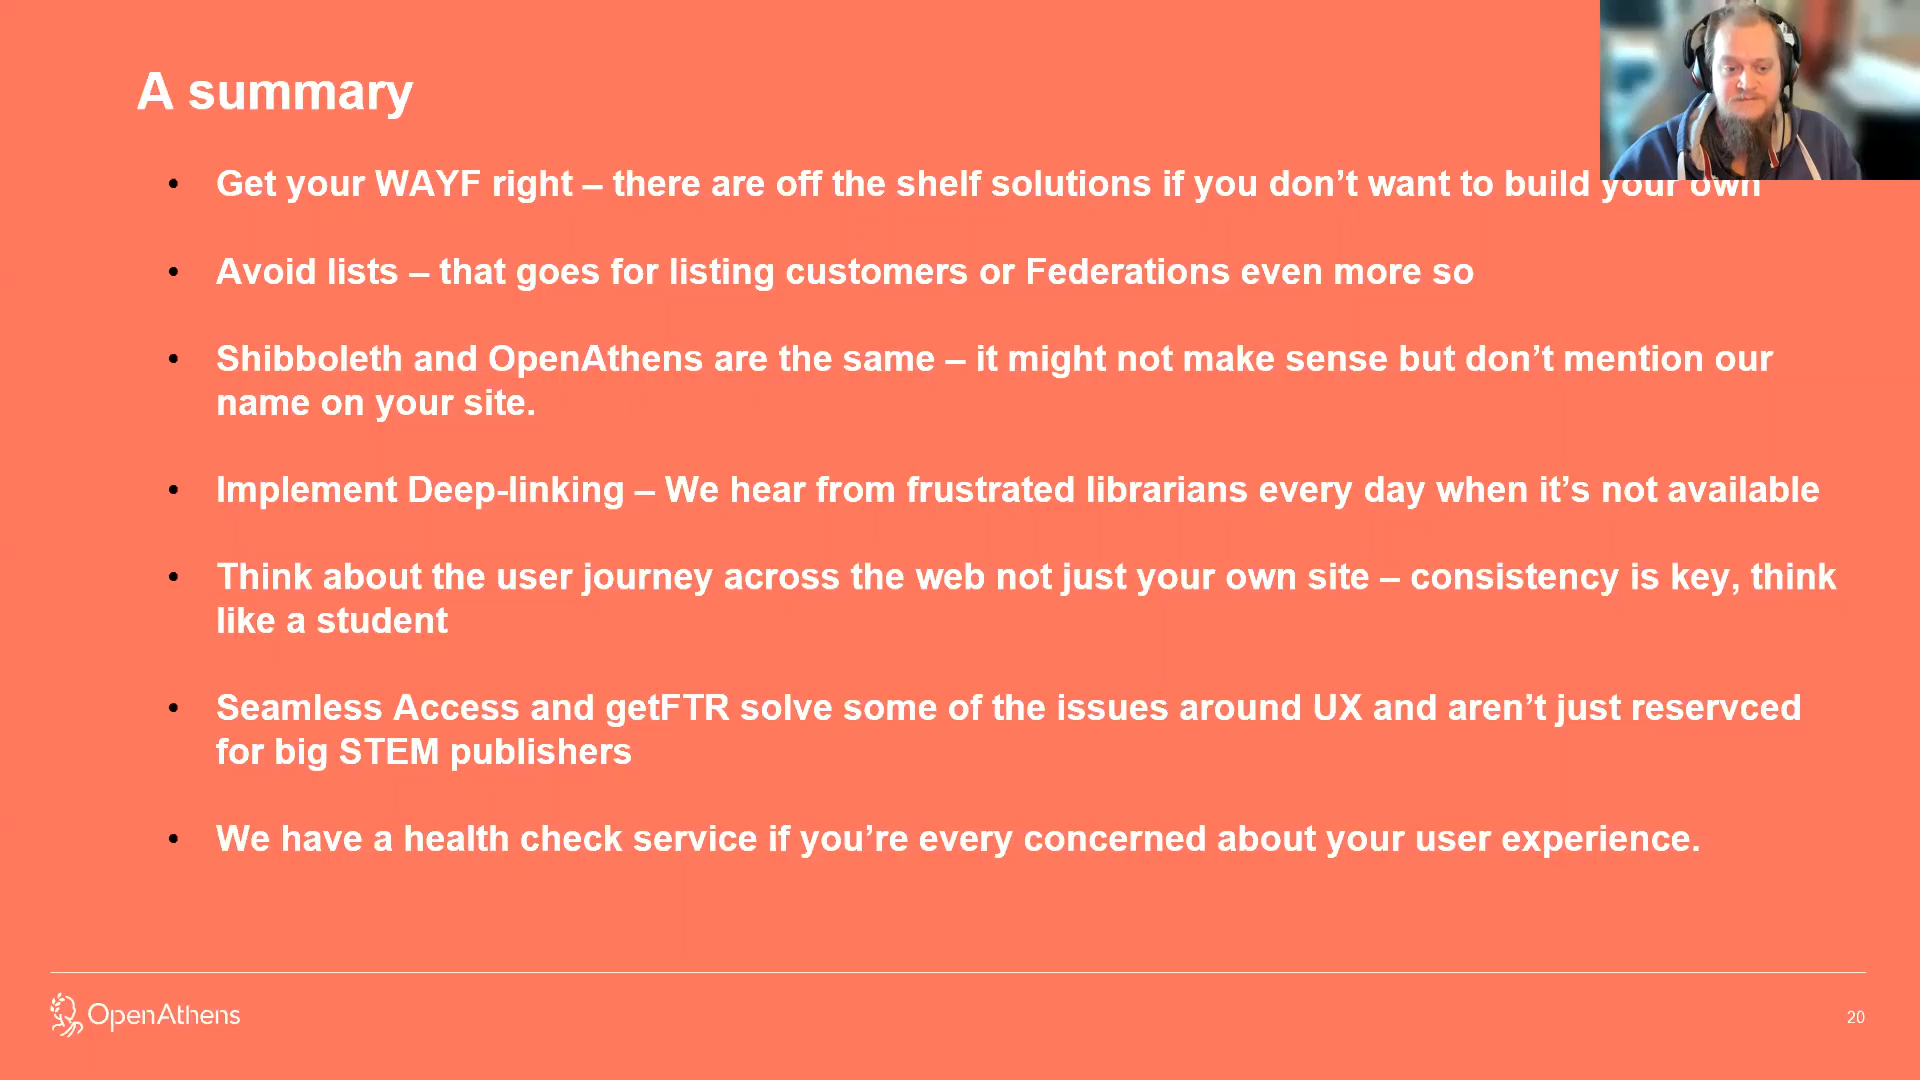 A summary
• Get your WAYF right – there are off the shelf solutions if you don’t want to build your own
• Avoid lists – that goes for listing customers or Federations even more so
• Shibboleth and OpenAthens are the same – it might not make sense but don’t mention our
name on your site.
• Implement Deep-linking – We hear from frustrated librarians every day when it’s not available
• Think about the user journey across the web not just your own site – consistency is key, think
like a student
• Seamless Access and getFTR solve some of the issues around UX and aren’t just reservced
for big STEM publishers
• We have a health check service if you’re every concerned about your user experience.
OpenAthens
20